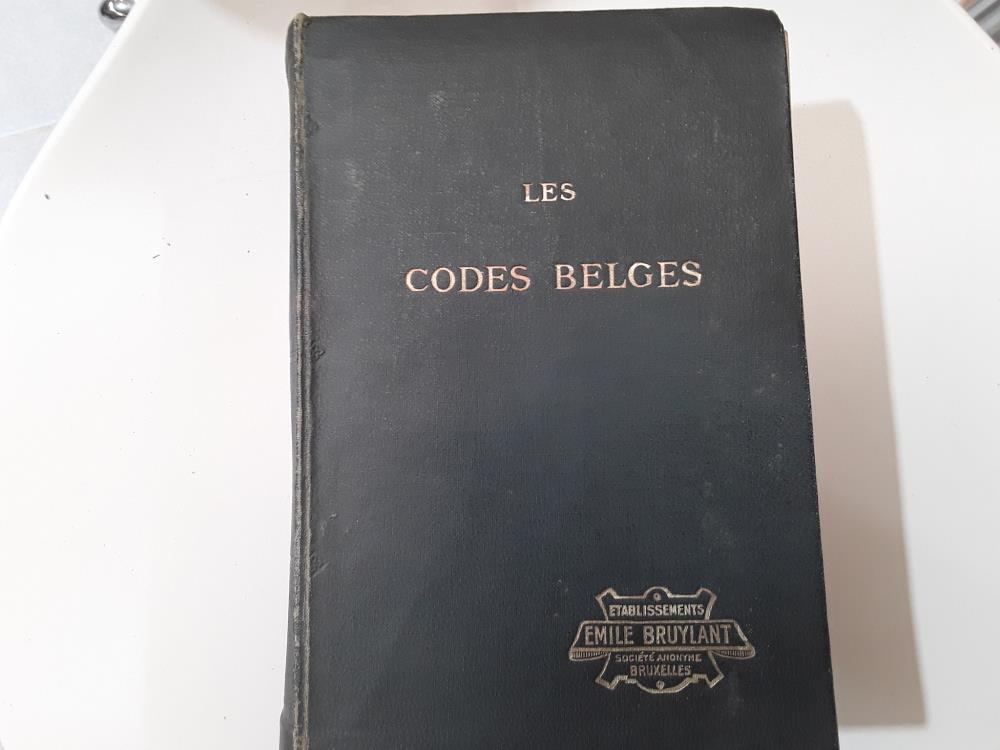 LES
CODES BELGES
ETABLISSEMENTS
EMILE BRUYLANT
SOCIÉTÉ ANONYME
BRUXELLES